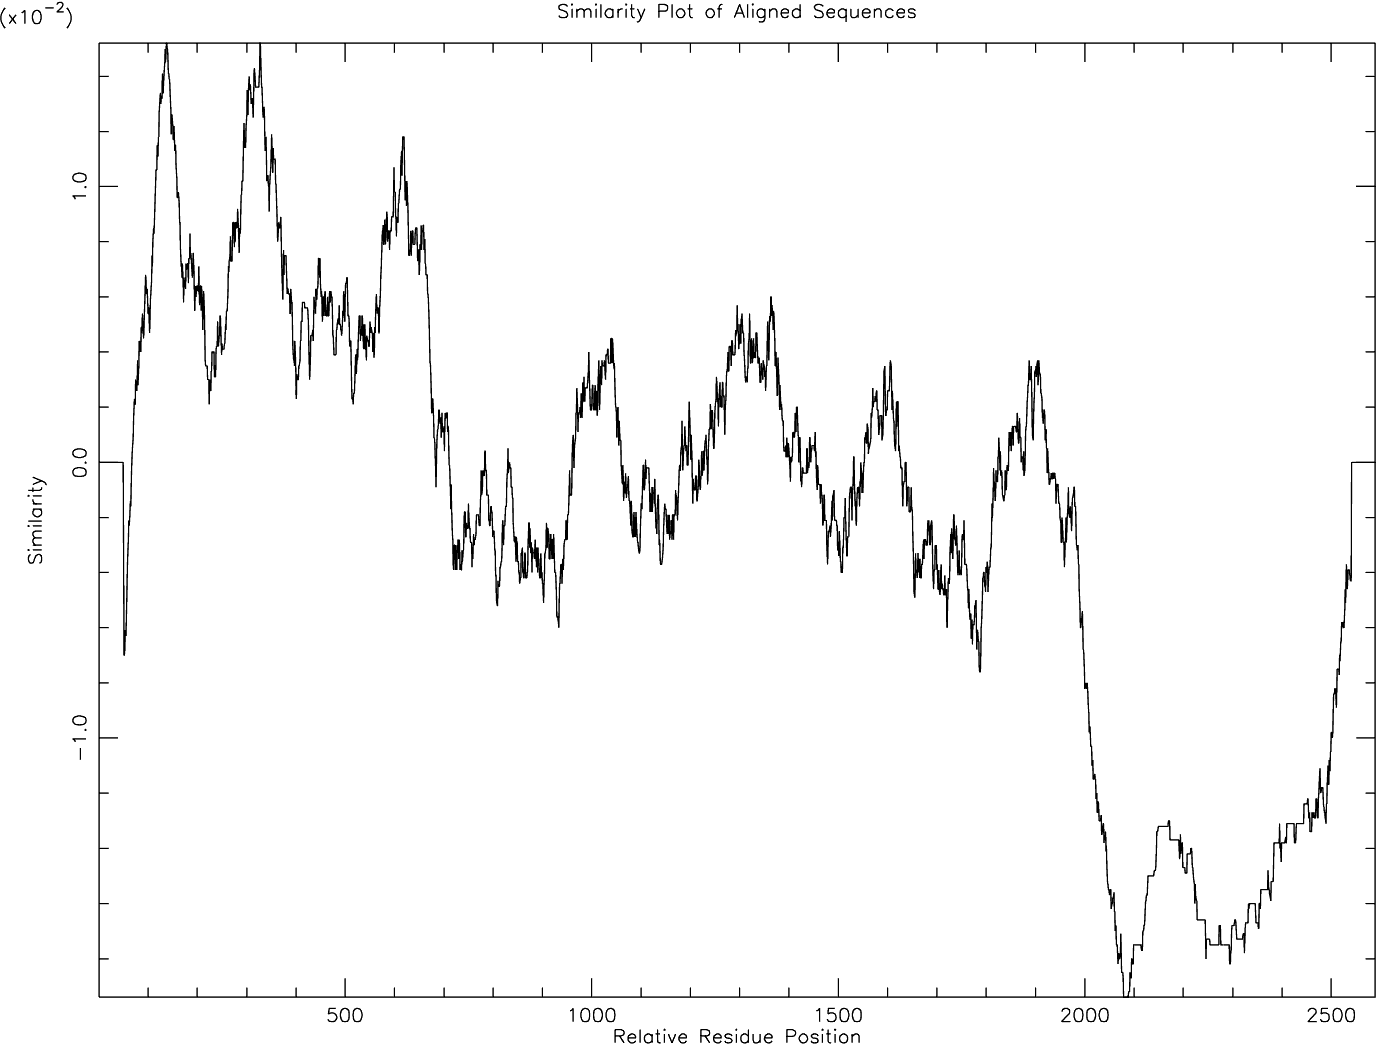 (x10⁻²)
Similarity Plot of Aligned Sequences
1.0
0.0
-1.0
Similarity
500 1000 1500 2000 2500
Relative Residue Position